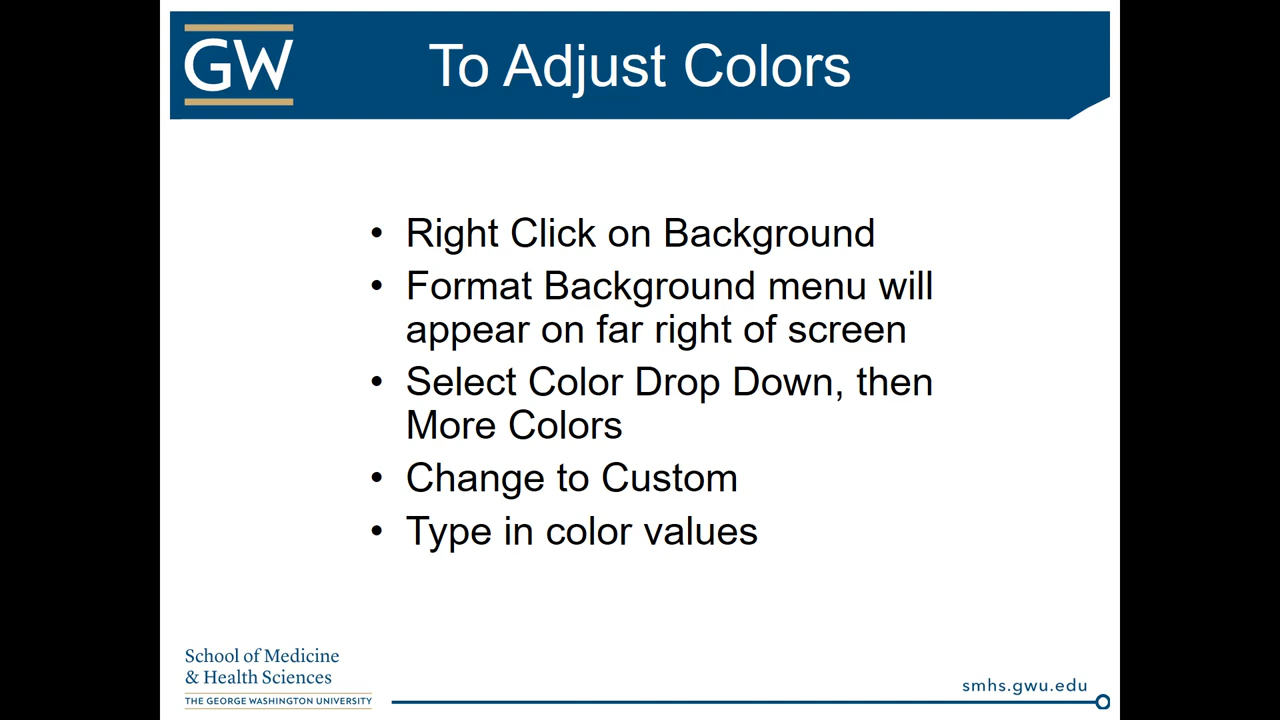 GW
To Adjust Colors
• Right Click on Background
• Format Background menu will
appear on far right of screen
• Select Color Drop Down, then
More Colors
• Change to Custom
• Type in color values
School of Medicine
& Health Sciences
THE GEORGE WASHINGTON UNIVERSITY
smhs.gwu.edu